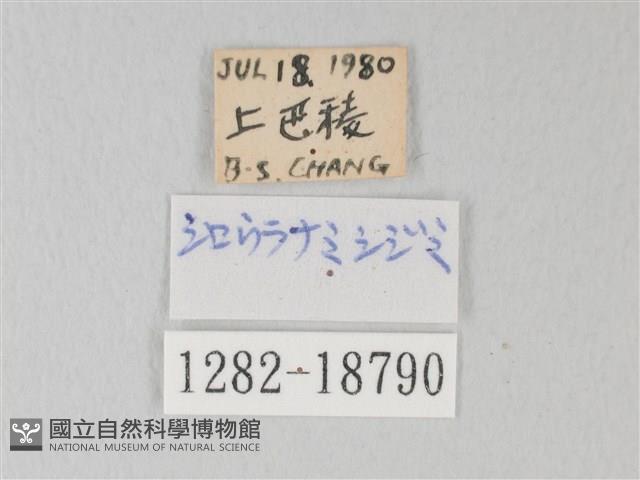 JUL 18. 1980
上巴稜
B.S. CHANG
シロウラナミシジミ
1282-18790
國立自然科學博物館
NATIONAL MUSEUM OF NATURAL SCIENCE